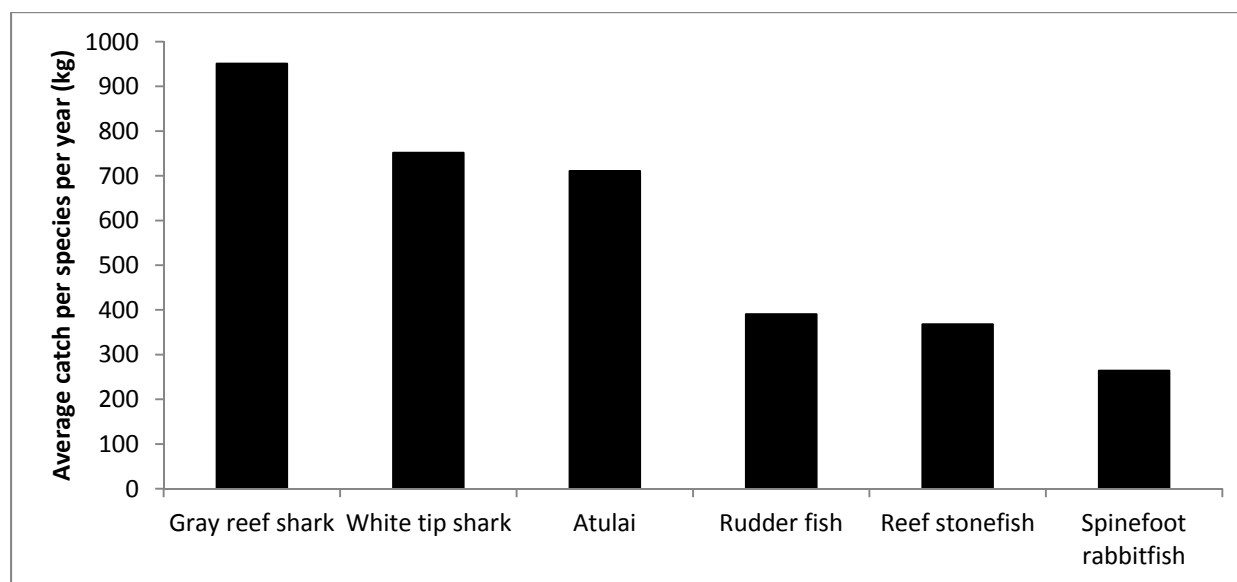 Average catch per species per year (kg)
1000
900
800
700
600
500
400
300
200
100
0
Gray reef shark
White tip shark
Atulai
Rudder fish
Reef stonefish
Spinefoot
rabbitfish